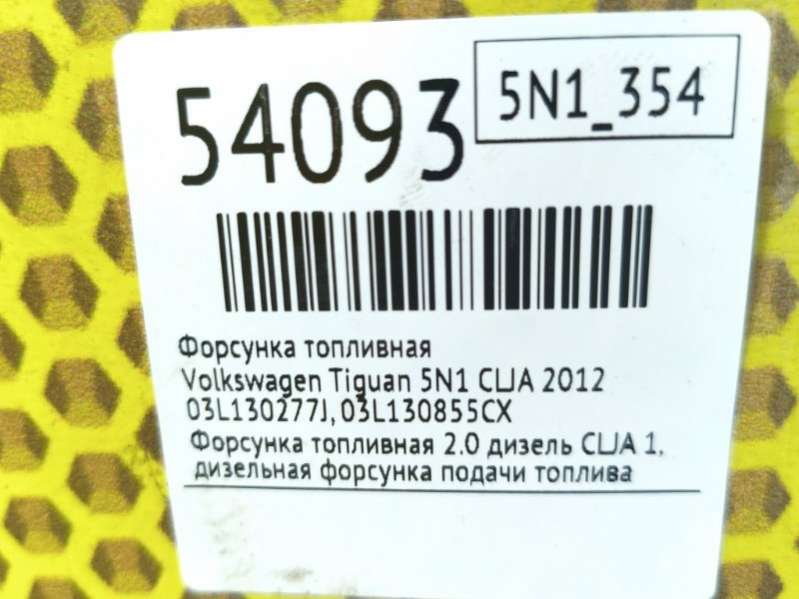 54093
5N1_354
Форсунка топливная
Volkswagen Tiguan 5N1 CLJA 2012
03L130277J, 03L130855CX
Форсунка топливная 2.0 дизель CLJA 1,
дизельная форсунка подачи топлива